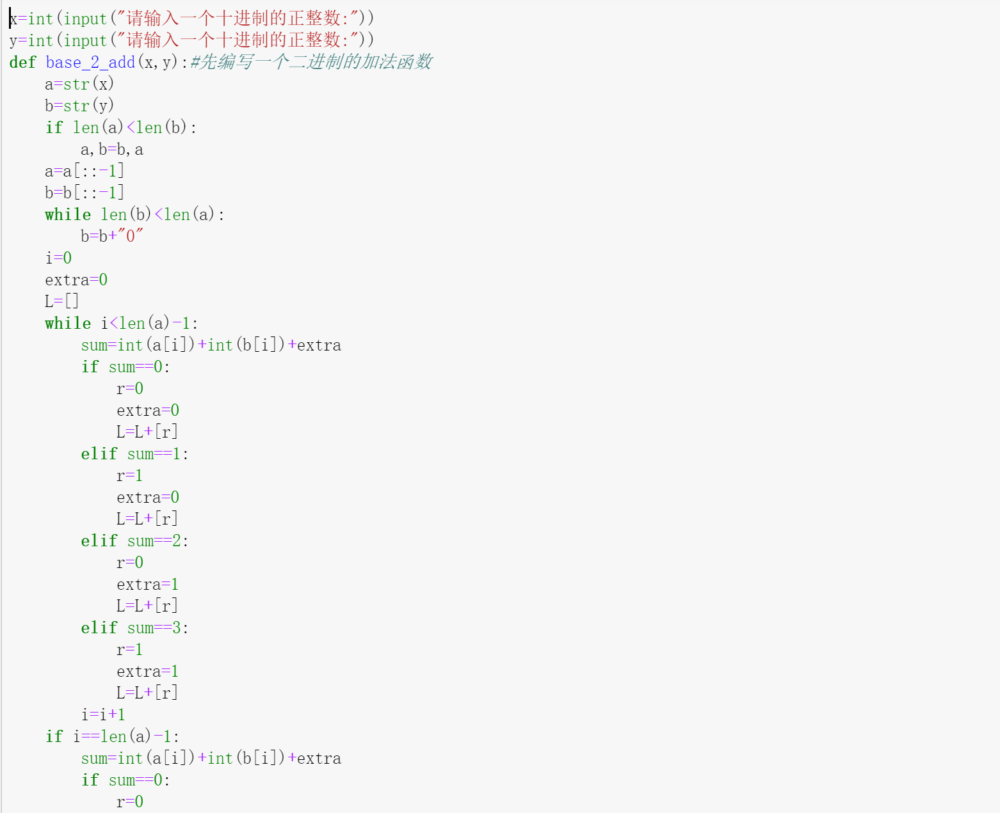 x=int(input("请输入一个十进制的正整数:"))
y=int(input("请输入一个十进制的正整数:"))
def base_2_add(x,y):#先编写一个二进制的加法函数
    a=str(x)
    b=str(y)
    if len(a)<len(b):
        a,b=b,a
    a=a[::-1]
    b=b[::-1]
    while len(b)<len(a):
        b=b+"0"
    i=0
    extra=0
    L=[]
    while i<len(a)-1:
        sum=int(a[i])+int(b[i])+extra
        if sum==0:
            r=0
            extra=0
            L=L+[r]
        elif sum==1:
            r=1
            extra=0
            L=L+[r]
        elif sum==2:
            r=0
            extra=1
            L=L+[r]
        elif sum==3:
            r=1
            extra=1
            L=L+[r]
        i=i+1
    if i==len(a)-1:
        sum=int(a[i])+int(b[i])+extra
        if sum==0:
            r=0